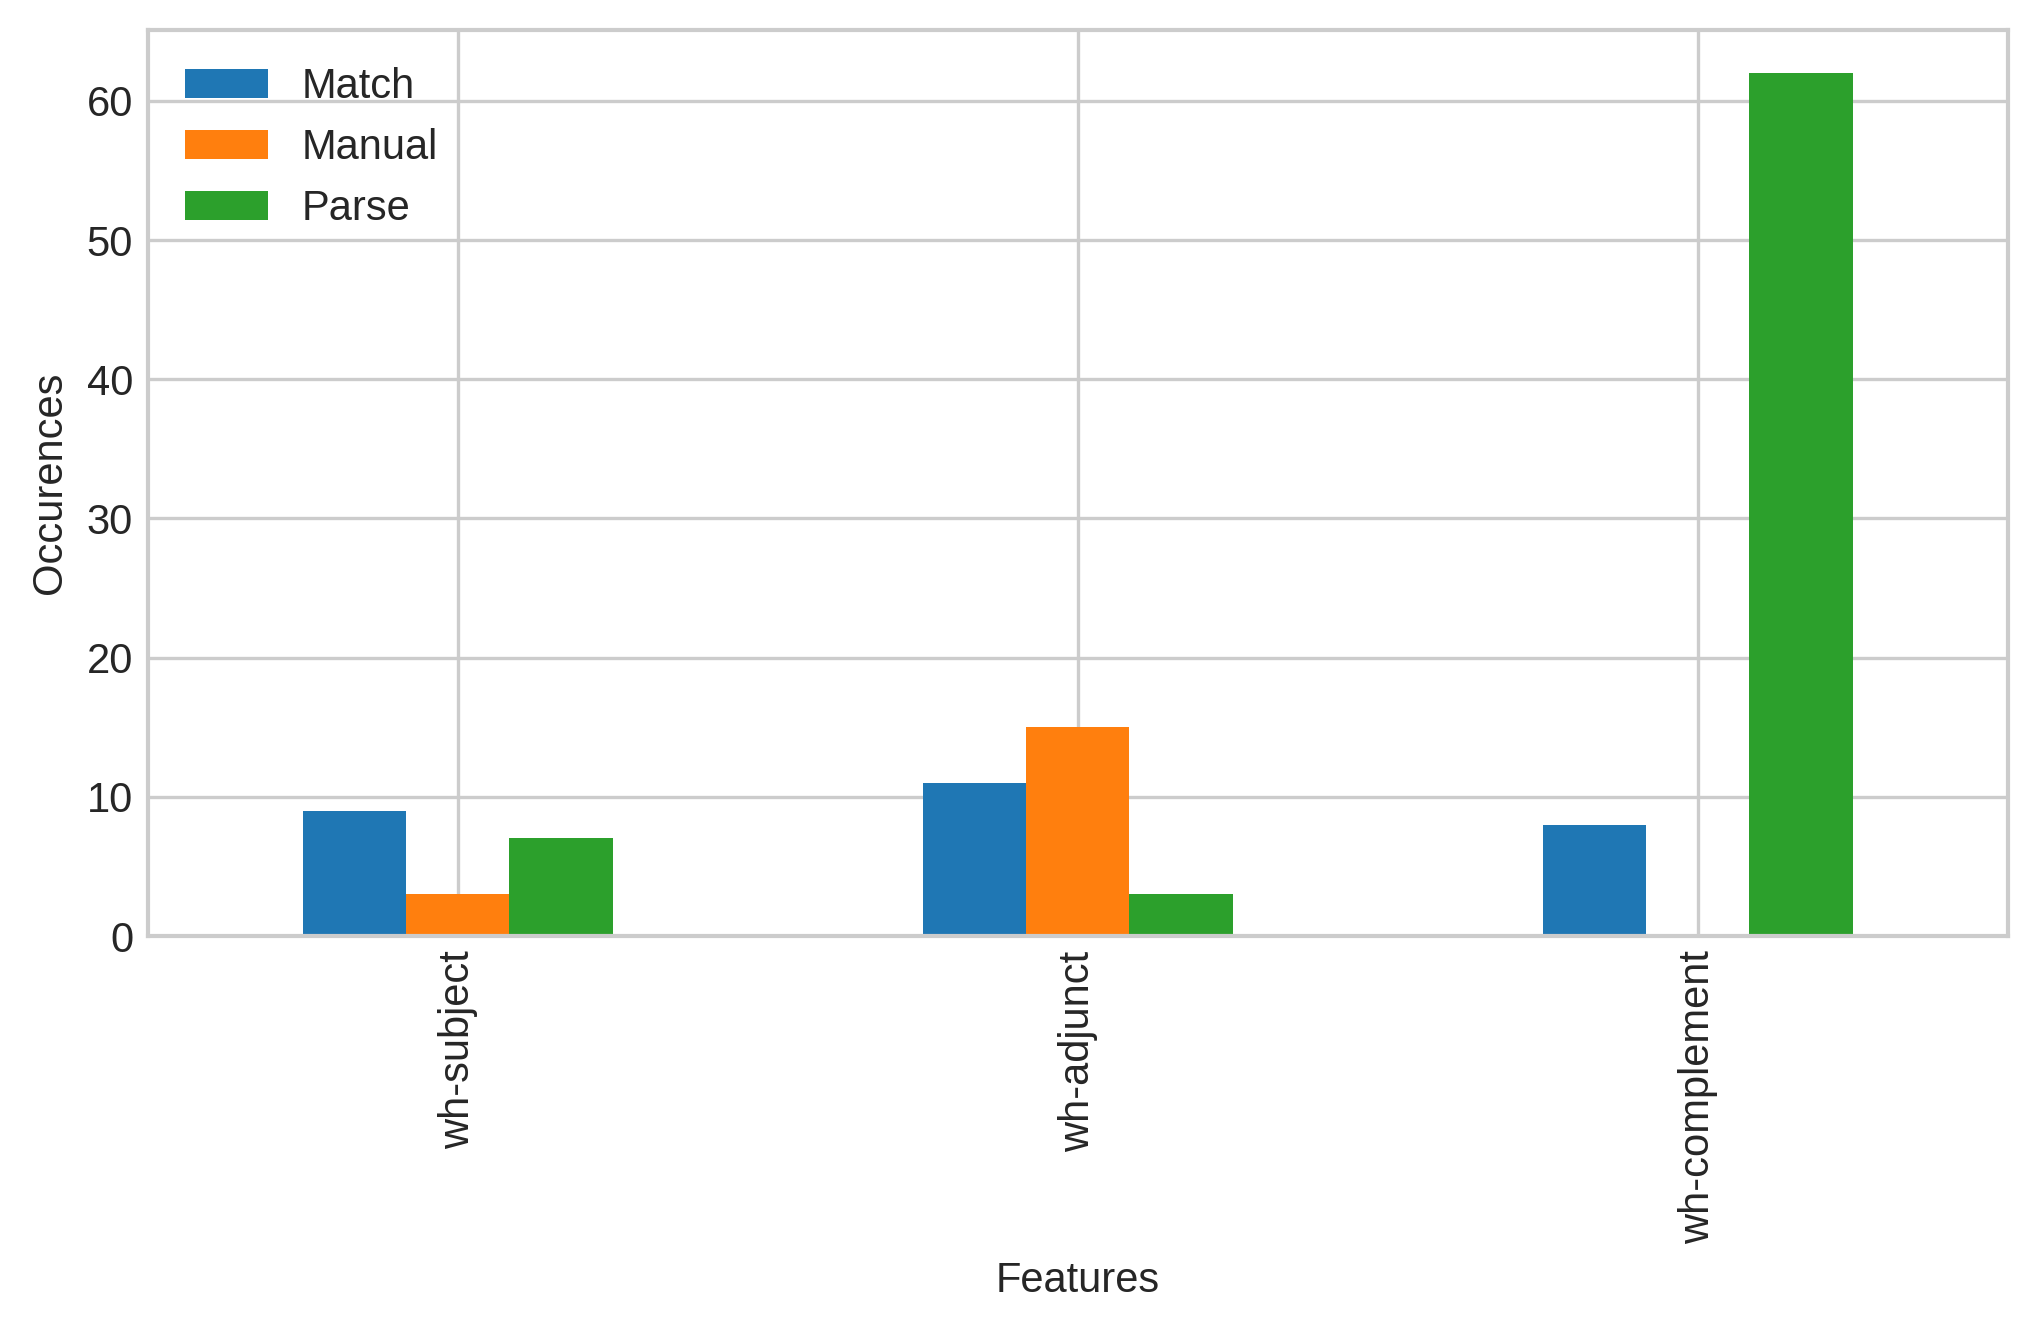 Match
Manual
Parse
60
50
40
30
20
10
0
Occurences
wh-subject
wh-adjunct
wh-complement
Features